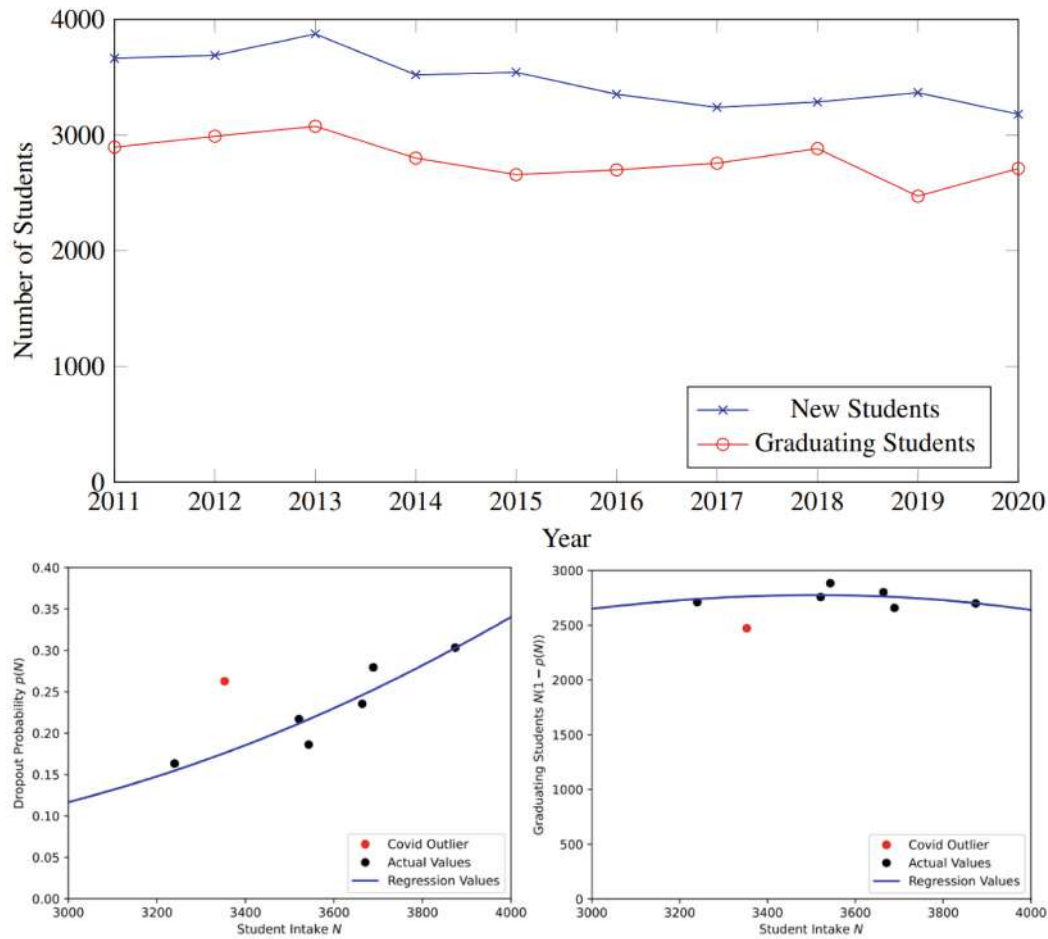 4000
3000
2000
1000
0
Number of Students
New Students
Graduating Students
2011 2012 2013 2014 2015 2016 2017 2018 2019 2020
Year
0.40
0.35
0.30
0.25
0.20
0.15
0.10
0.05
0.00
Dropout Probability p(N)
Covid Outlier
Actual Values
Regression Values
3000 3200 3400 3600 3800 4000
Student Intake N
3000
2500
2000
1500
1000
500
0
Graduating Students N(1 − p(N))
Covid Outlier
Actual Values
Regression Values
3000 3200 3400 3600 3800 4000
Student Intake N